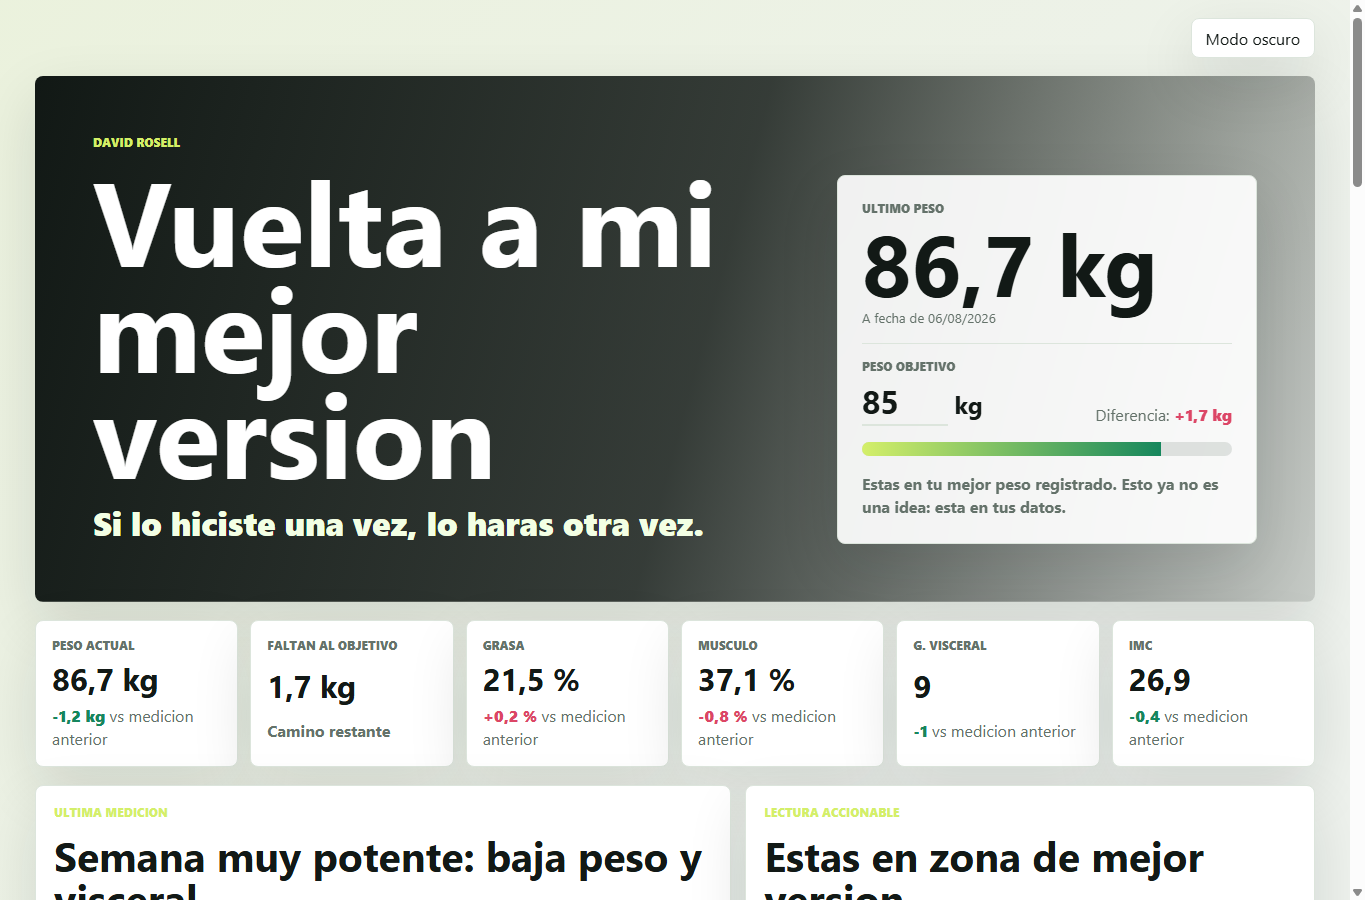 Modo oscuro
DAVID ROSELL
Vuelta a mi
mejor
version
Si lo hiciste una vez, lo haras otra vez.
ULTIMO PESO
86,7 kg
A fecha de 06/08/2026
PESO OBJETIVO
85 kg
Diferencia: +1,7 kg
Estas en tu mejor peso registrado. Esto ya no es
una idea: esta en tus datos.
PESO ACTUAL
86,7 kg
-1,2 kg vs medicion
anterior
FALTAN AL OBJETIVO
1,7 kg
Camino restante
GRASA
21,5 %
+0,2 % vs medicion
anterior
MUSCULO
37,1 %
-0,8 % vs medicion
anterior
G. VISCERAL
9
-1 vs medicion anterior
IMC
26,9
-0,4 vs medicion
anterior
ULTIMA MEDICION
Semana muy potente: baja peso y
visceral
LECTURA ACCIONABLE
Estas en zona de mejor
version